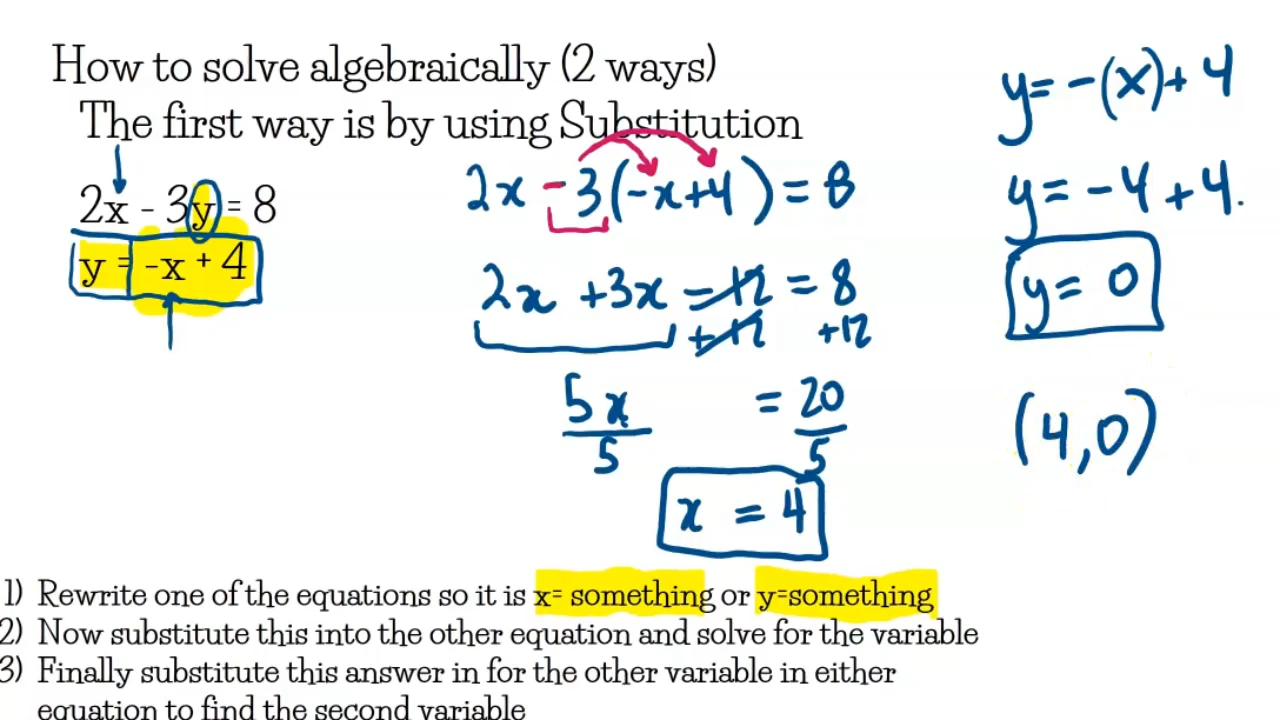 How to solve algebraically (2 ways)
The first way is by using Substitution
2x - 3y = 8
y = -x + 4
2x - 3(-x+4) = 8
2x +3x -12 = 8
+12 +12
5x = 20
5 5
x = 4
y= -(x)+ 4
y= -4 + 4.
y= 0
(4,0)
1) Rewrite one of the equations so it is x= something or y=something
2) Now substitute this into the other equation and solve for the variable
3) Finally substitute this answer in for the other variable in either
equation to find the second variable